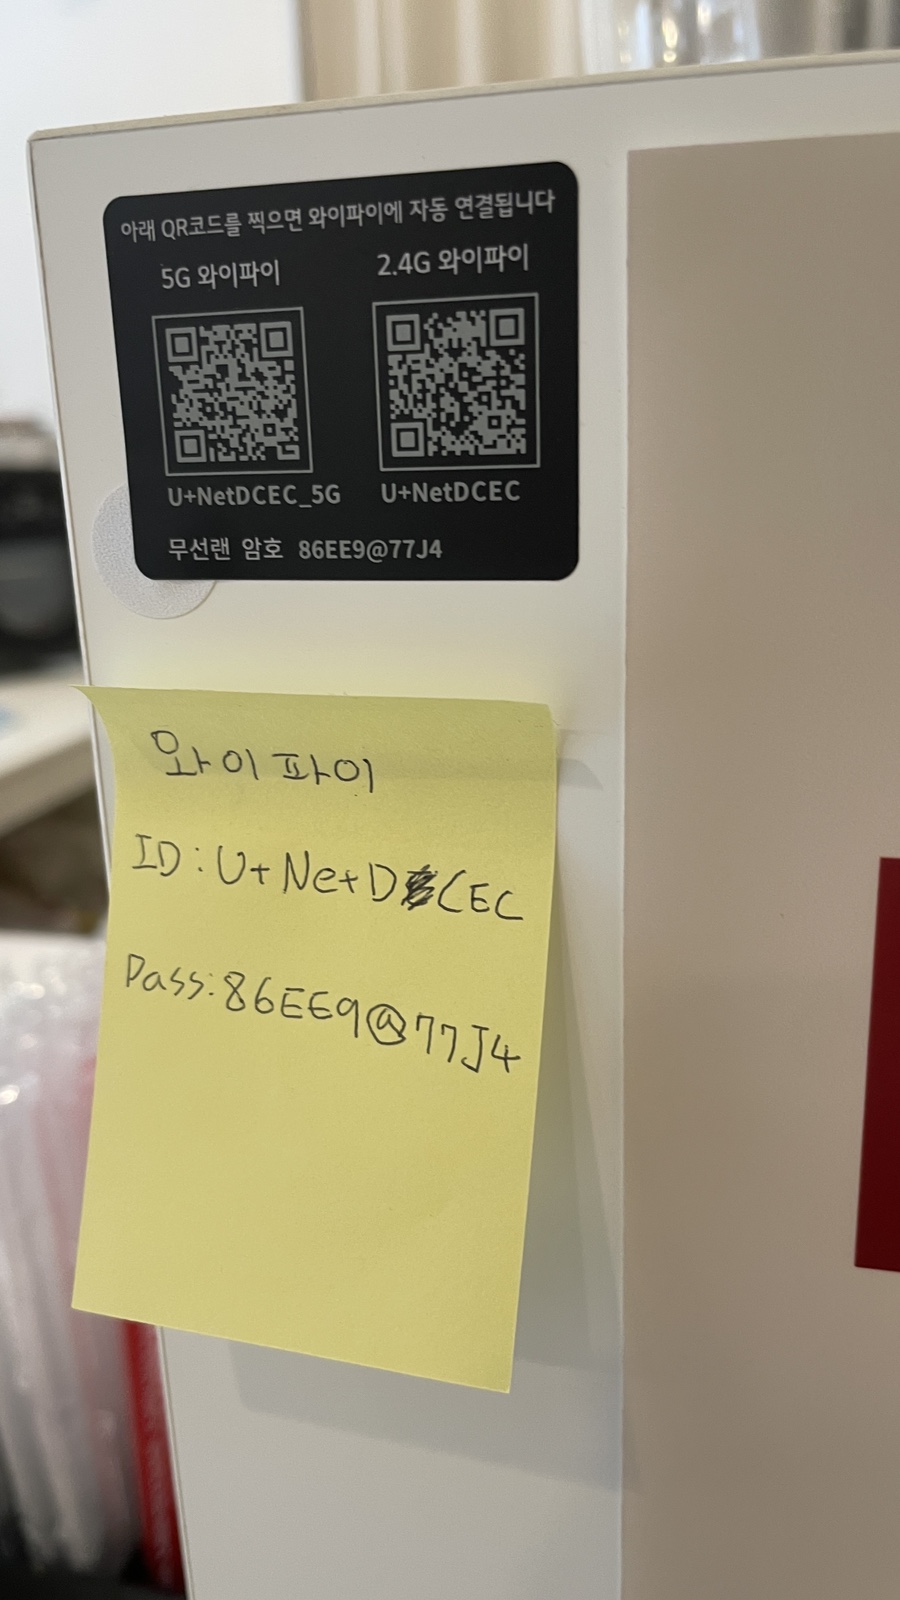 아래 QR코드를 찍으면 와이파이에 자동 연결됩니다
5G 와이파이 2.4G 와이파이
U+NetDCEC_5G U+NetDCEC
무선랜 암호 86EE9@77J4
와이파이
ID: U+NetDCEC
Pass: 86EE9@77J4